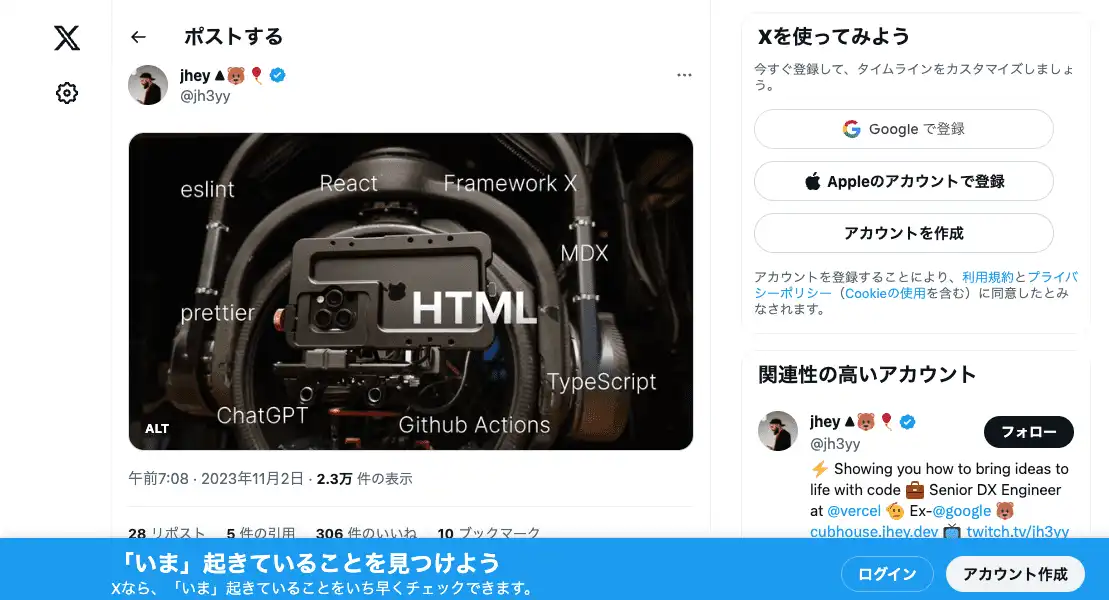 ポストする
jhey ▲🐻🎈
@jh3yy
eslint
React
Framework X
MDX
HTML
prettier
TypeScript
ChatGPT
Github Actions
ALT
午前7:08 · 2023年11月2日 · 2.3万 件の表示
28 リポスト 5 件の引用 306 件のいいね 10 ブックマーク
Xを使ってみよう
今すぐ登録して、タイムラインをカスタマイズしましょ
う。
Google で登録
Appleのアカウントで登録
アカウントを作成
アカウントを登録することにより、利用規約とプライバ
シーポリシー（Cookieの使用を含む）に同意したとみ
なされます。
関連性の高いアカウント
jhey ▲🐻🎈
@jh3yy
フォロー
⚡ Showing you how to bring ideas to
life with code 💼 Senior DX Engineer
at @vercel 🫡 Ex-@google 🐻
cubhouse.jhey.dev 📺 twitch.tv/jh3yy
「いま」起きていることを見つけよう
Xなら、「いま」起きていることをいち早くチェックできます。
ログイン
アカウント作成